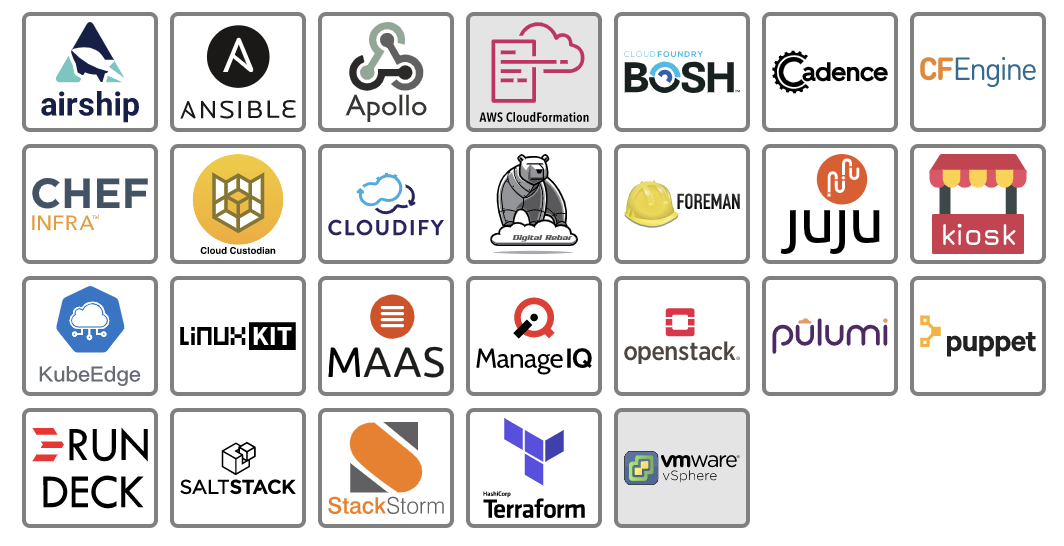 airship
ANSIBLE
Apollo
AWS CloudFormation
CLOUDFOUNDRY
BOSH™
Cadence
CFEngine
CHEF
INFRA™
Cloud Custodian
CLOUDIFY
Digital Rebar
FOREMAN
JUJU
kiosk
KubeEdge
LiNUX KIT
MAAS
ManageIQ
openstack®
pulumi
puppet
RUN
DECK
SALTSTACK
StackStorm
HashiCorp
Terraform
vmware®
vSphere